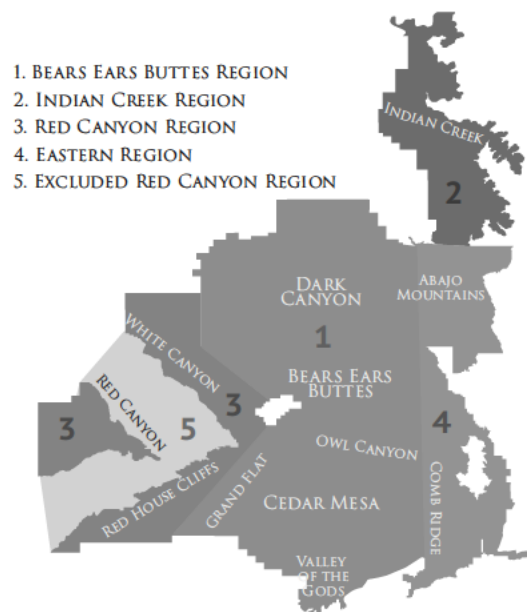 1. Bears Ears Buttes Region
2. Indian Creek Region
3. Red Canyon Region
4. Eastern Region
5. Excluded Red Canyon Region
Indian Creek
2
Dark
Canyon
Abajo
Mountains
1
White Canyon
Bears Ears
Buttes
Red Canyon
3
5
3
4
Owl Canyon
Red House Cliffs
Grand Flat
Cedar Mesa
Comb Ridge
Valley
of the
Gods